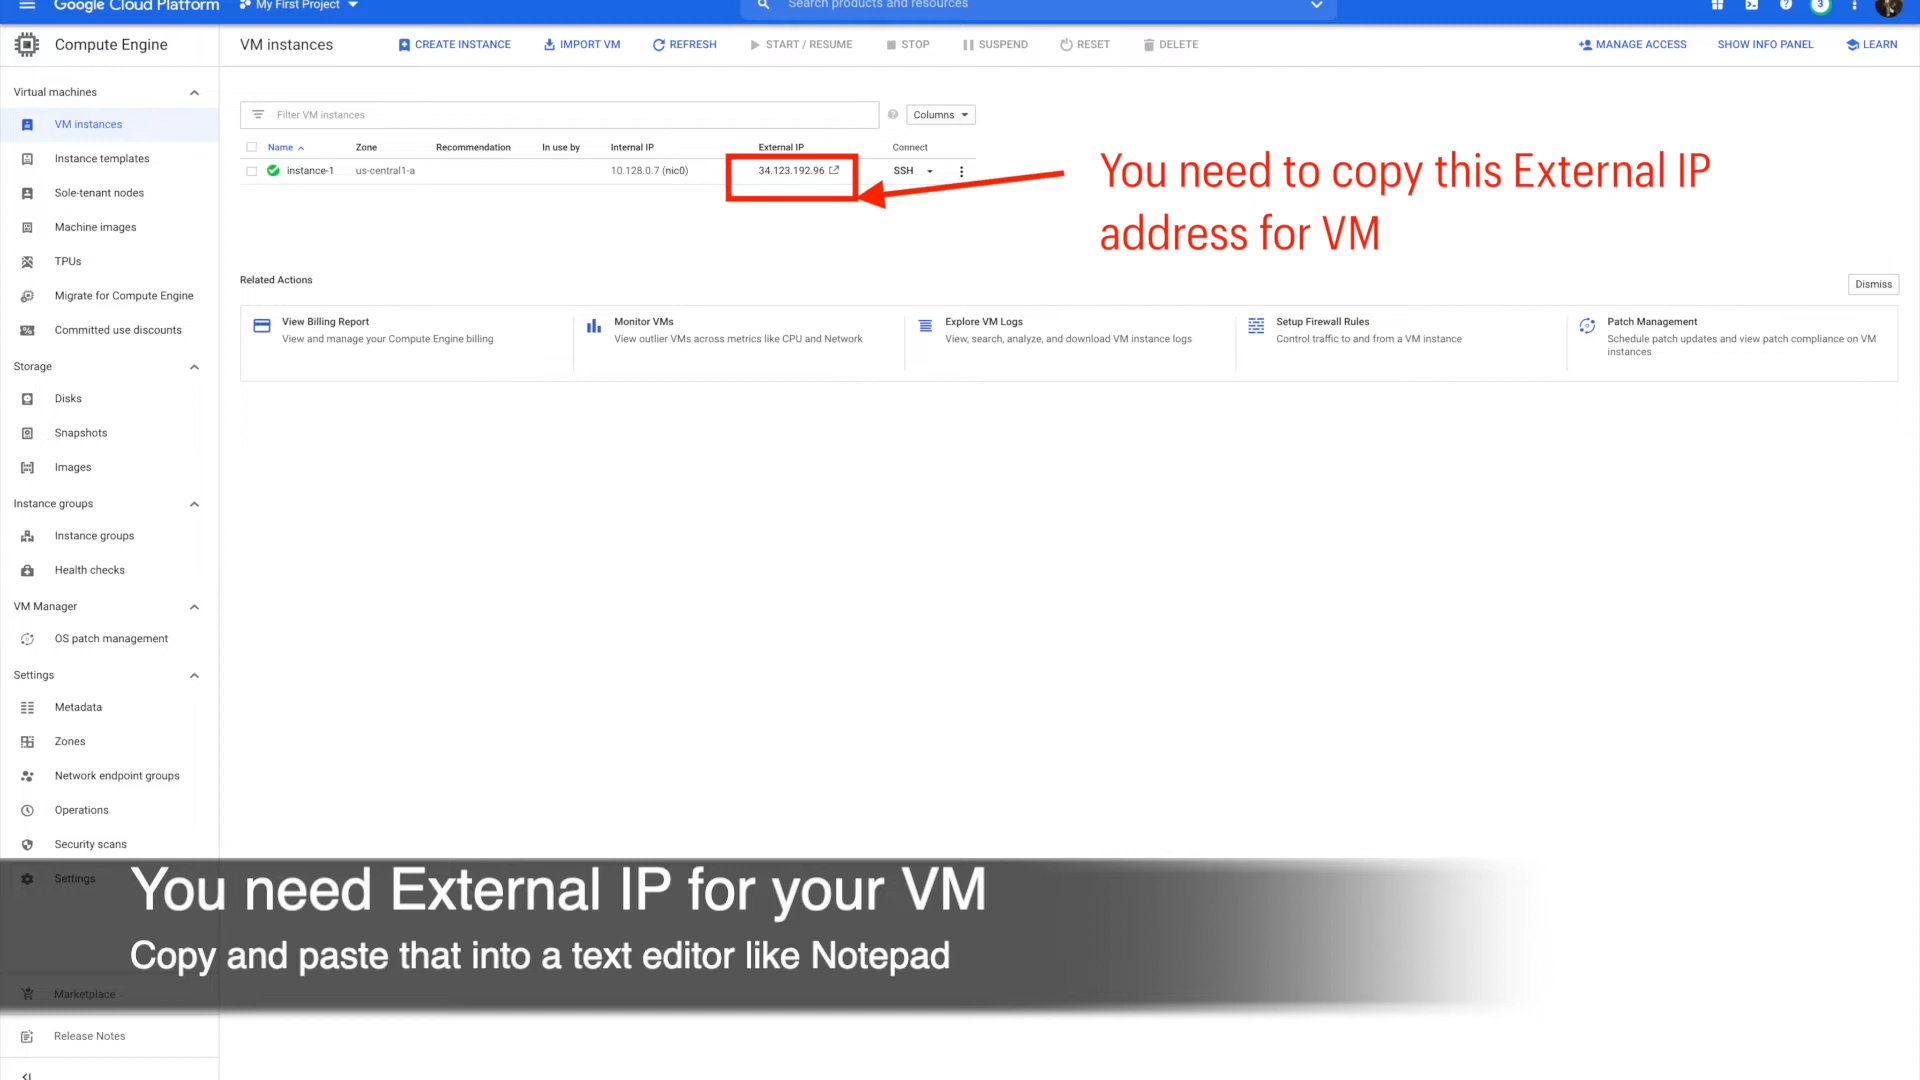 Google Cloud Platform
My First Project
Search products and resources
3
Compute Engine
VM instances
CREATE INSTANCE
IMPORT VM
REFRESH
START / RESUME
STOP
SUSPEND
RESET
DELETE
MANAGE ACCESS
SHOW INFO PANEL
LEARN
Virtual machines
VM instances
Instance templates
Sole-tenant nodes
Machine images
TPUs
Migrate for Compute Engine
Committed use discounts
Storage
Disks
Snapshots
Images
Instance groups
Instance groups
Health checks
VM Manager
OS patch management
Settings
Metadata
Zones
Network endpoint groups
Operations
Security scans
Settings
Marketplace
Release Notes
Filter VM instances
Columns
Name
Zone
Recommendation
In use by
Internal IP
External IP
Connect
instance-1
us-central1-a
10.128.0.7 (nic0)
34.123.192.96
SSH
You need to copy this External IP
address for VM
Related Actions
Dismiss
View Billing Report
View and manage your Compute Engine billing
Monitor VMs
View outlier VMs across metrics like CPU and Network
Explore VM Logs
View, search, analyze, and download VM instance logs
Setup Firewall Rules
Control traffic to and from a VM instance
Patch Management
Schedule patch updates and view patch compliance on VM
instances
You need External IP for your VM
Copy and paste that into a text editor like Notepad